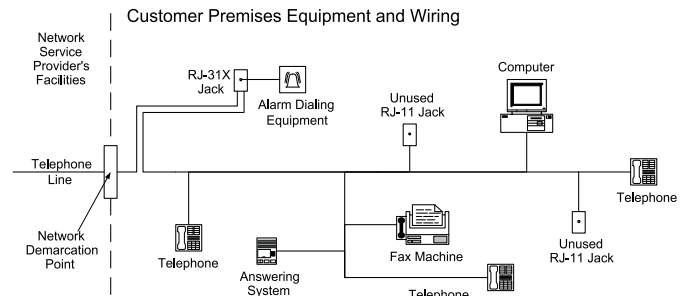 Customer Premises Equipment and Wiring
Network
Service
Provider's
Facilities
RJ-31X
Jack
Alarm Dialing
Equipment
Unused
RJ-11 Jack
Computer
Telephone
Line
Telephone
Network
Demarcation
Point
Telephone
Answering
System
Fax Machine
Telephone
Unused
RJ-11 Jack